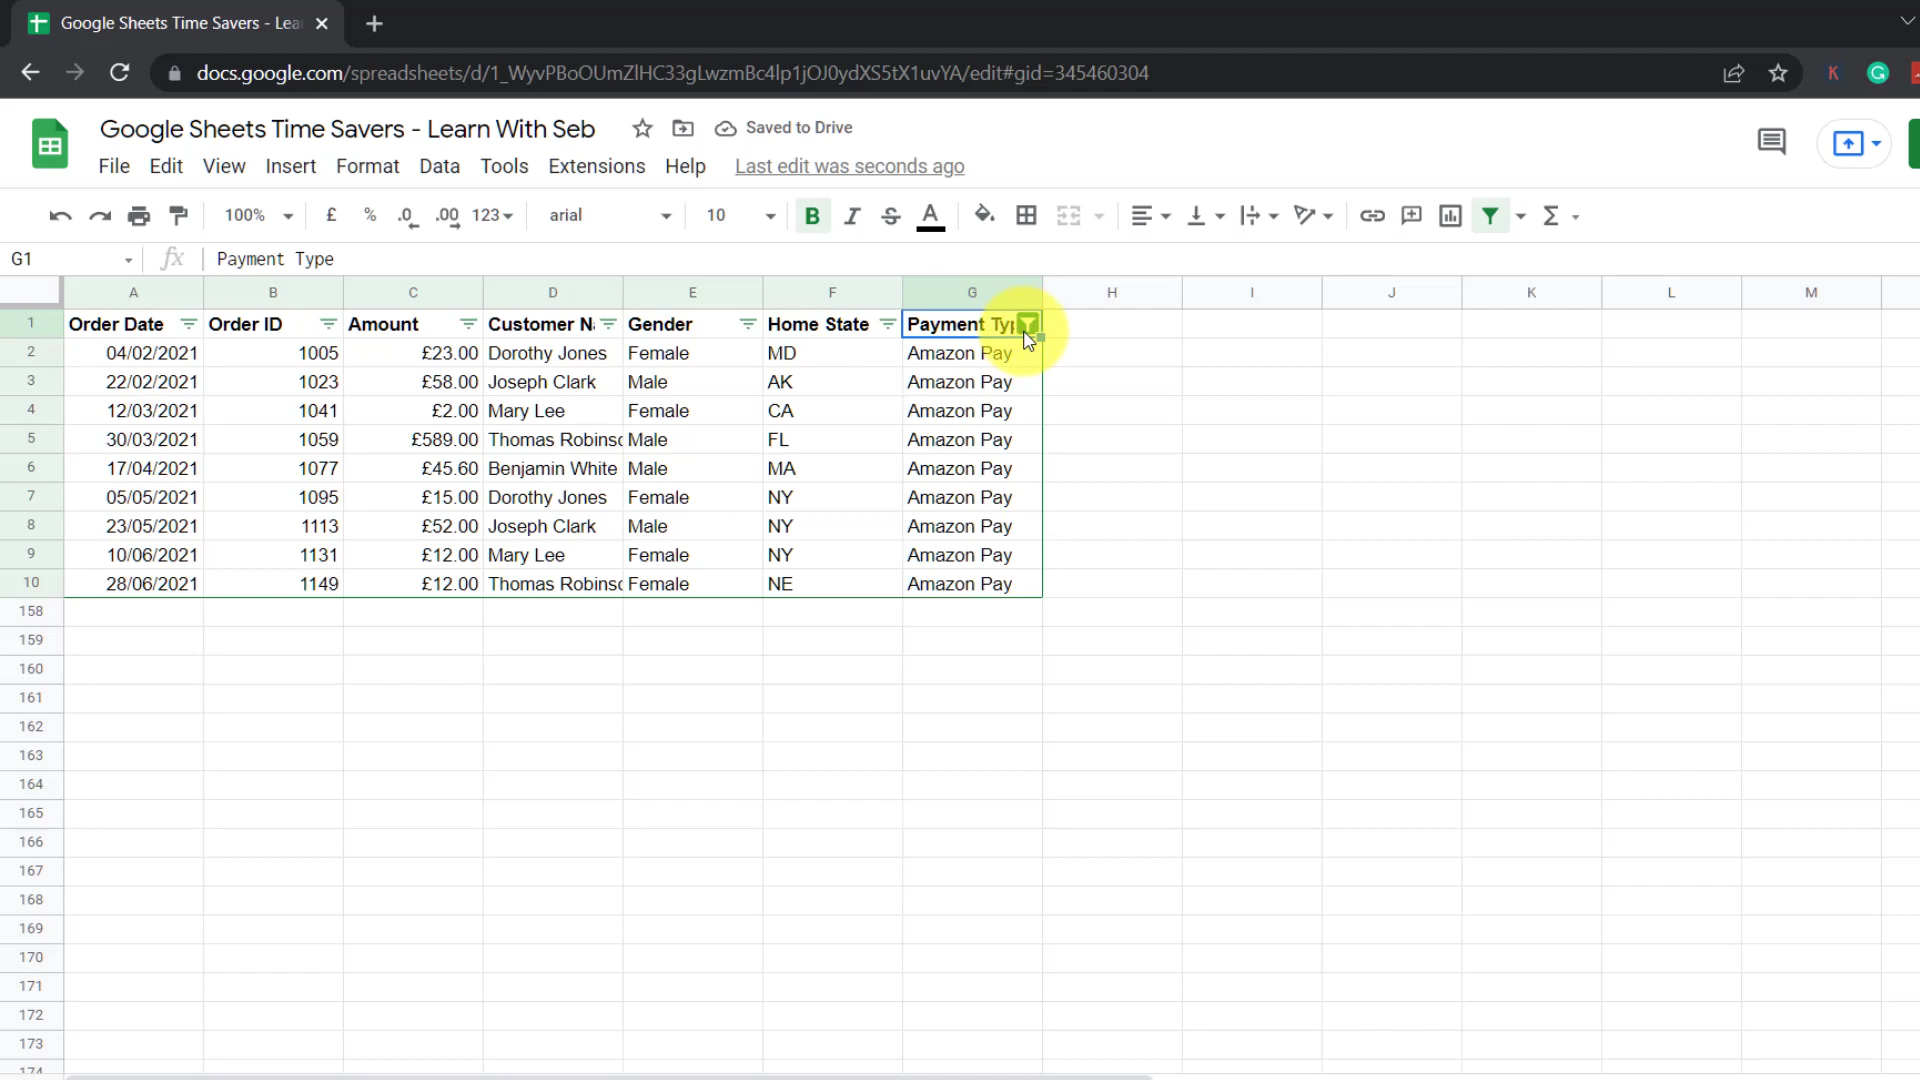 Google Sheets Time Savers - Lea
docs.google.com/spreadsheets/d/1_WyvPBoOUmZlHC33gLwzmBc4lp1jOJ0ydXS5tX1uvYA/edit#gid=345460304
K
Google Sheets Time Savers - Learn With Seb Saved to Drive
File Edit View Insert Format Data Tools Extensions Help Last edit was seconds ago
100% £ % .0 .00 123 arial 10 B I S A Σ
G1 fx Payment Type
A B C D E F G H I J K L M
1 Order Date Order ID Amount Customer Na Gender Home State Payment Typ
2 04/02/2021 1005 £23.00 Dorothy Jones Female MD Amazon Pay
3 22/02/2021 1023 £58.00 Joseph Clark Male AK Amazon Pay
4 12/03/2021 1041 £2.00 Mary Lee Female CA Amazon Pay
5 30/03/2021 1059 £589.00 Thomas Robinso Male FL Amazon Pay
6 17/04/2021 1077 £45.60 Benjamin White Male MA Amazon Pay
7 05/05/2021 1095 £15.00 Dorothy Jones Female NY Amazon Pay
8 23/05/2021 1113 £52.00 Joseph Clark Male NY Amazon Pay
9 10/06/2021 1131 £12.00 Mary Lee Female NY Amazon Pay
10 28/06/2021 1149 £12.00 Thomas Robinso Female NE Amazon Pay
158
159
160
161
162
163
164
165
166
167
168
169
170
171
172
173
174